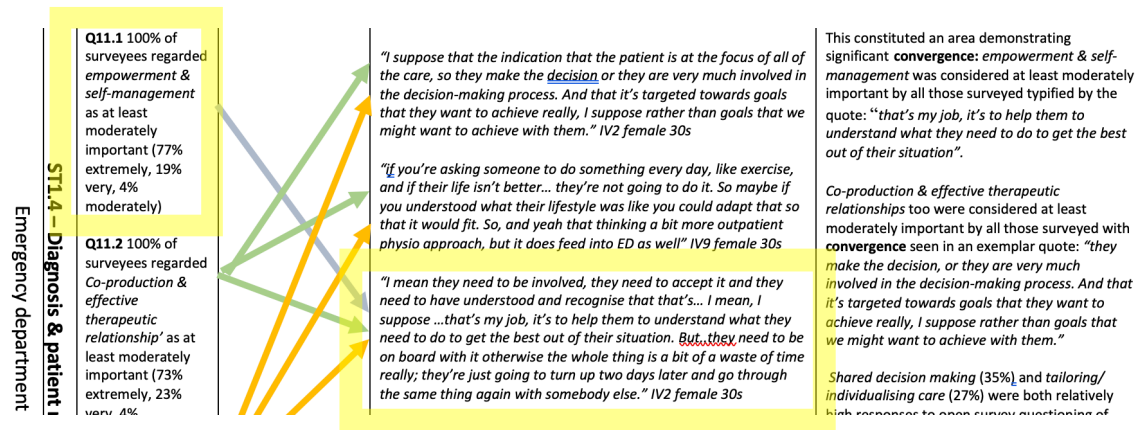 Emergency department
ST1.4 – Diagnosis & patient
Q11.1 100% of
surveyees regarded
empowerment &
self-management
as at least
moderately
important (77%
extremely, 19%
very, 4%
moderately)
Q11.2 100% of
surveyees regarded
Co-production &
effective
therapeutic
relationship’ as at
least moderately
important (73%
extremely, 23%
very, 4%
“I suppose that the indication that the patient is at the focus of all of
the care, so they make the decision or they are very much involved in
the decision-making process. And that it’s targeted towards goals
that they want to achieve really, I suppose rather than goals that we
might want to achieve with them.” IV2 female 30s
“if you’re asking someone to do something every day, like exercise,
and if their life isn’t better… they’re not going to do it. So maybe if
you understood what their lifestyle was like you could adapt that so
that it would fit. So, and yeah that thinking a bit more outpatient
physio approach, but it does feed into ED as well” IV9 female 30s
“I mean they need to be involved, they need to accept it and they
need to have understood and recognise that that’s… I mean, I
suppose …that’s my job, it’s to help them to understand what they
need to do to get the best out of their situation. But..they need to be
on board with it otherwise the whole thing is a bit of a waste of time
really; they’re just going to turn up two days later and go through
the same thing again with somebody else.” IV2 female 30s
This constituted an area demonstrating
significant convergence: empowerment & self-
management was considered at least moderately
important by all those surveyed typified by the
quote: “that’s my job, it’s to help them to
understand what they need to do to get the best
out of their situation”.
Co-production & effective therapeutic
relationships too were considered at least
moderately important by all those surveyed with
convergence seen in an exemplar quote: “they
make the decision, or they are very much
involved in the decision-making process. And that
it’s targeted towards goals that they want to
achieve really, I suppose rather than goals that
we might want to achieve with them.”
Shared decision making (35%) and tailoring/
individualising care (27%) were both relatively
high responses to open survey questioning of